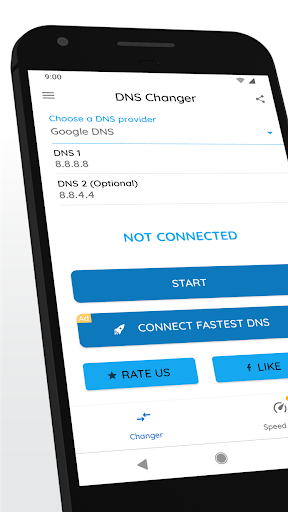 9:00
DNS Changer
Choose a DNS provider
Google DNS
DNS 1
8.8.8.8
DNS 2 (Optional)
8.8.4.4
NOT CONNECTED
START
Ad
CONNECT FASTEST DNS
RATE US
f LIKE
Changer
Speed